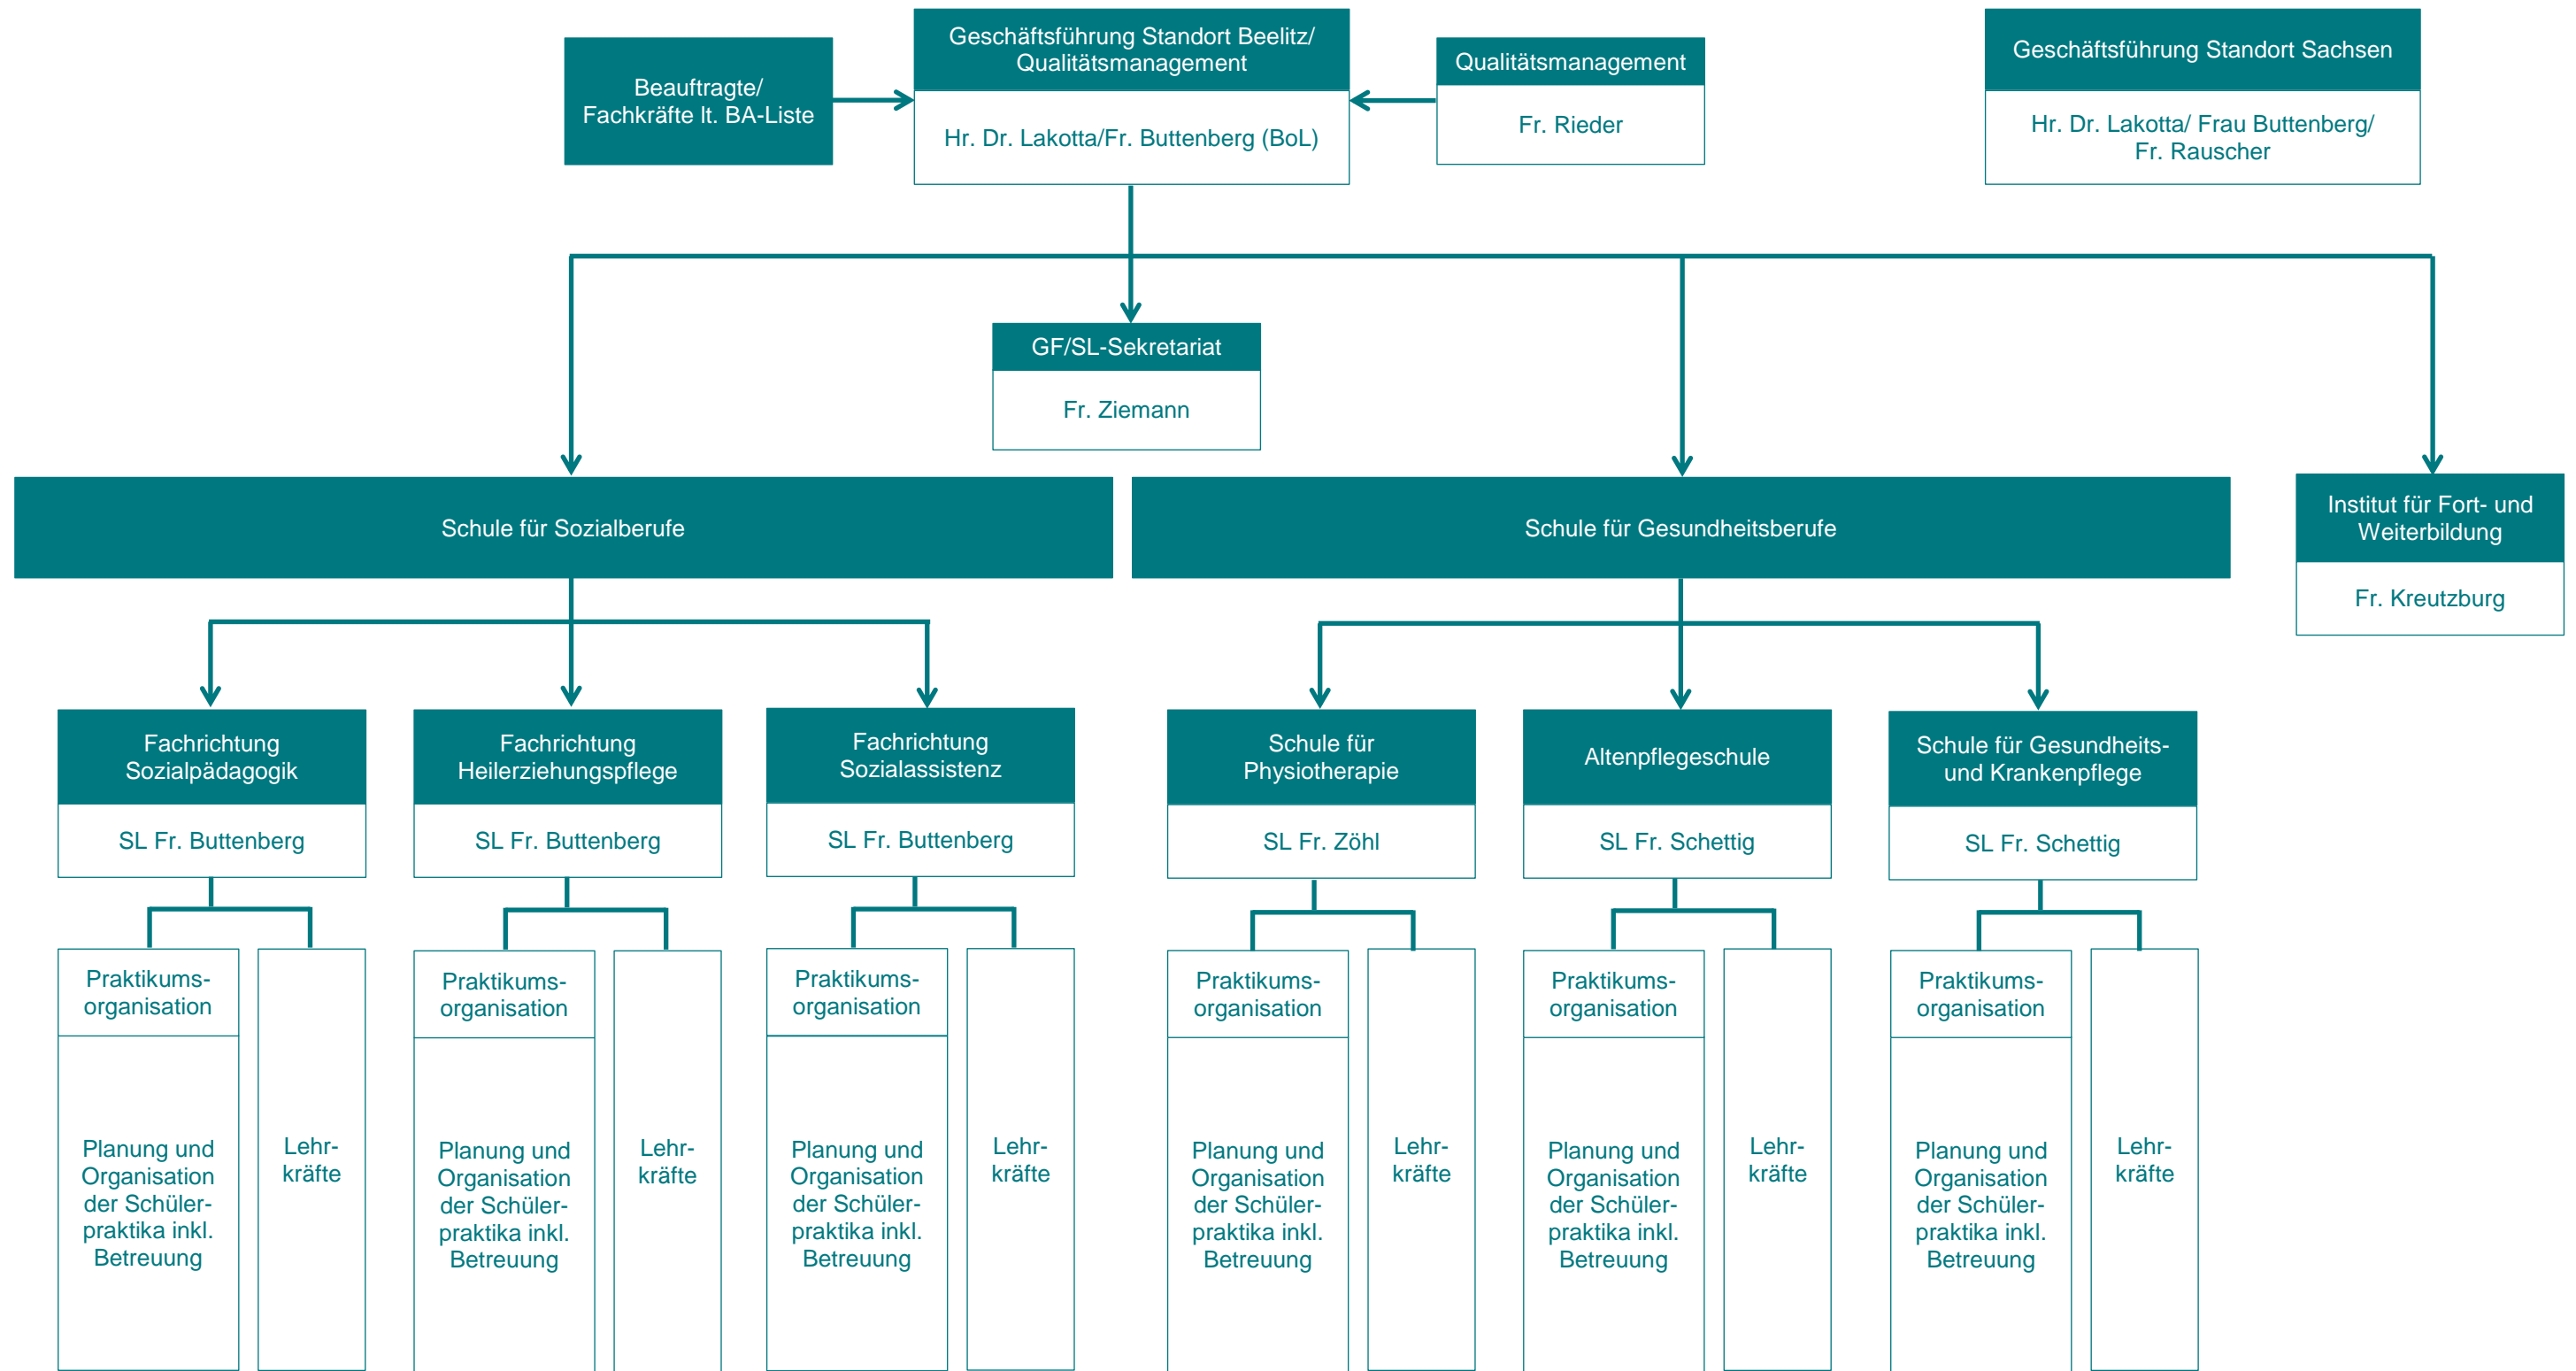 Geschäftsführung Standort Beelitz/
Qualitätsmanagement
Hr. Dr. Lakotta/Fr. Buttenberg (BoL)
Beauftragte/
Fachkräfte lt. BA-Liste
Qualitätsmanagement
Fr. Rieder
Geschäftsführung Standort Sachsen
Hr. Dr. Lakotta/ Frau Buttenberg/
Fr. Rauscher
GF/SL-Sekretariat
Fr. Ziemann
Schule für Sozialberufe
Schule für Gesundheitsberufe
Institut für Fort- und
Weiterbildung
Fr. Kreutzburg
Fachrichtung
Sozialpädagogik
SL Fr. Buttenberg
Fachrichtung
Heilerziehungspflege
SL Fr. Buttenberg
Fachrichtung
Sozialassistenz
SL Fr. Buttenberg
Schule für
Physiotherapie
SL Fr. Zöhl
Altenpflegeschule
SL Fr. Schettig
Schule für Gesundheits-
und Krankenpflege
SL Fr. Schettig
Praktikums-
organisation
Planung und
Organisation
der Schüler-
praktika inkl.
Betreuung
Lehr-
kräfte
Praktikums-
organisation
Planung und
Organisation
der Schüler-
praktika inkl.
Betreuung
Lehr-
kräfte
Praktikums-
organisation
Planung und
Organisation
der Schüler-
praktika inkl.
Betreuung
Lehr-
kräfte
Praktikums-
organisation
Planung und
Organisation
der Schüler-
praktika inkl.
Betreuung
Lehr-
kräfte
Praktikums-
organisation
Planung und
Organisation
der Schüler-
praktika inkl.
Betreuung
Lehr-
kräfte
Praktikums-
organisation
Planung und
Organisation
der Schüler-
praktika inkl.
Betreuung
Lehr-
kräfte